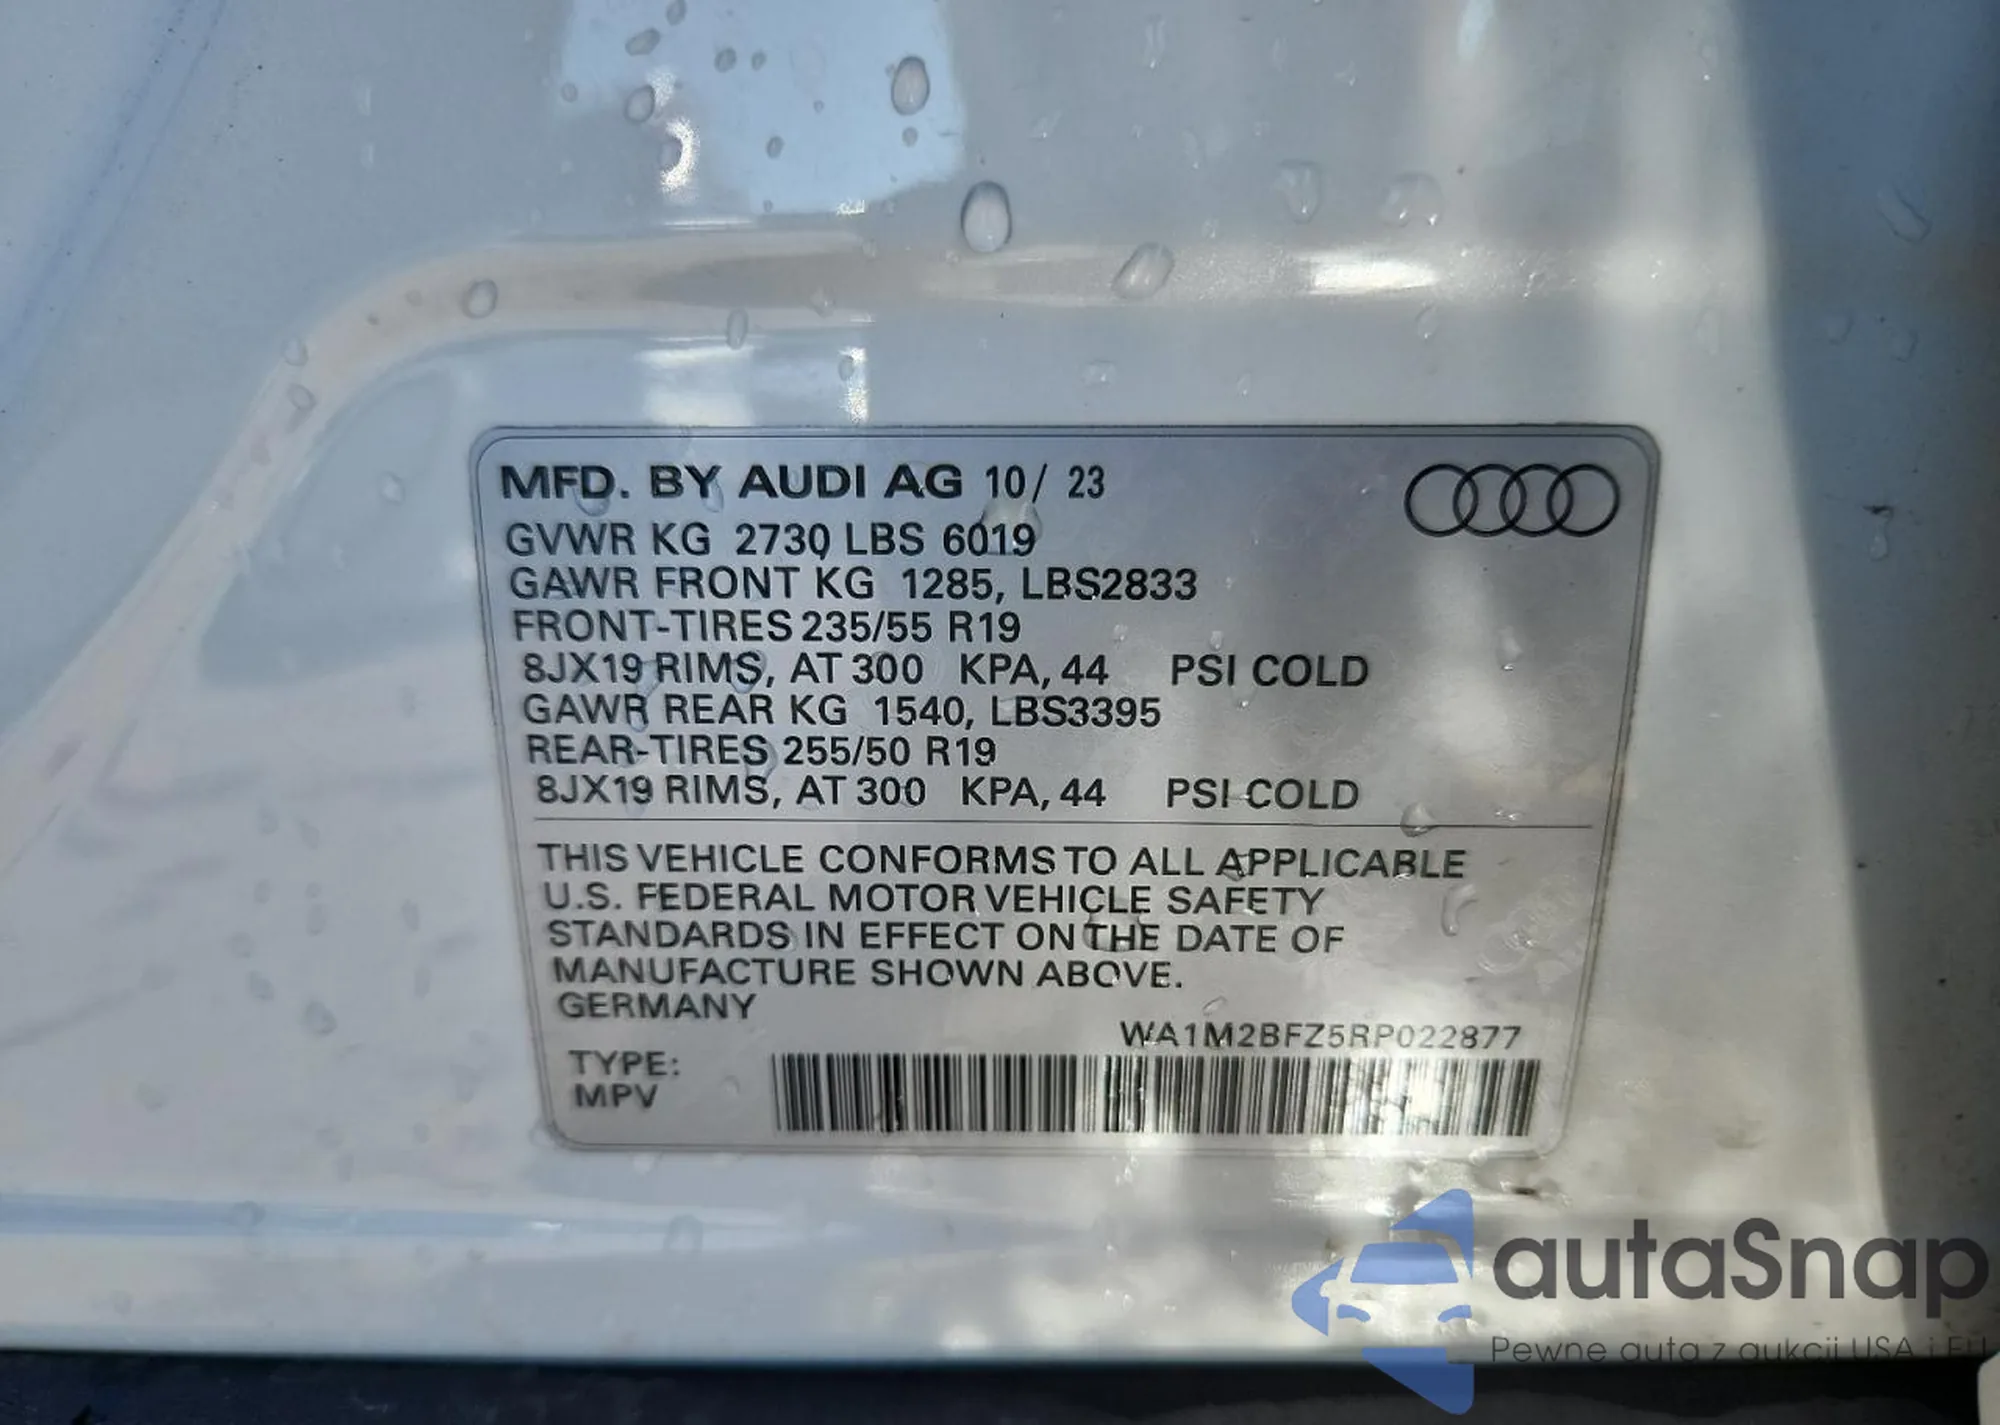 MFD. BY AUDI AG 10/ 23
GVWR KG 2730 LBS 6019
GAWR FRONT KG 1285, LBS2833
FRONT-TIRES 235/55 R19
8JX19 RIMS, AT 300 KPA, 44 PSI COLD
GAWR REAR KG 1540, LBS3395
REAR-TIRES 255/50 R19
8JX19 RIMS, AT 300 KPA, 44 PSI COLD
THIS VEHICLE CONFORMS TO ALL APPLICABLE
U.S. FEDERAL MOTOR VEHICLE SAFETY
STANDARDS IN EFFECT ON THE DATE OF
MANUFACTURE SHOWN ABOVE.
GERMANY
WA1M2BFZ5RP022877
TYPE:
MPV
autaSnap
Pewne auta z aukcji USA i EU